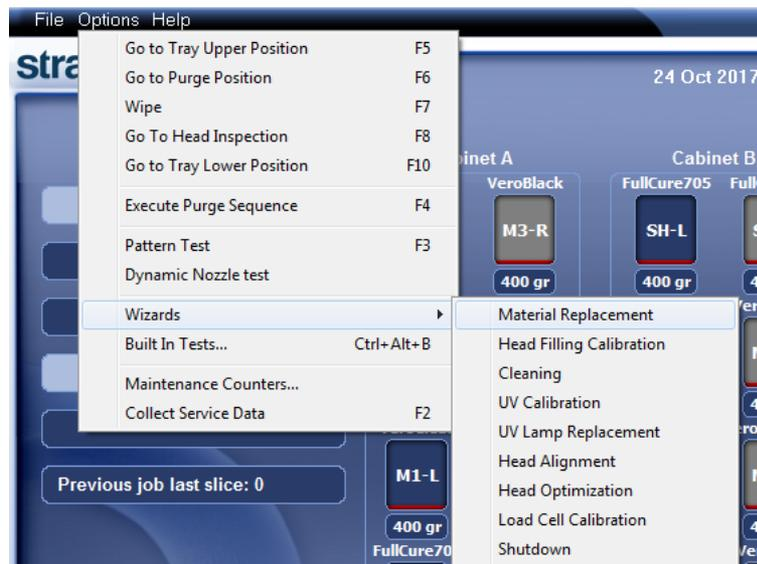 File Options Help
stra
24 Oct 2017
Go to Tray Upper Position F5
Go to Purge Position F6
Wipe F7
Go To Head Inspection F8
Go to Tray Lower Position F10
Execute Purge Sequence F4
Pattern Test F3
Dynamic Nozzle test
Wizards
Built In Tests... Ctrl+Alt+B
Maintenance Counters...
Collect Service Data F2
Material Replacement
Head Filling Calibration
Cleaning
UV Calibration
UV Lamp Replacement
Head Alignment
Head Optimization
Load Cell Calibration
Shutdown
inet A
Cabinet B
VeroBlack
FullCure705
Full
M3-R
SH-L
400 gr
400 gr
Previous job last slice: 0
M1-L
400 gr
FullCure70